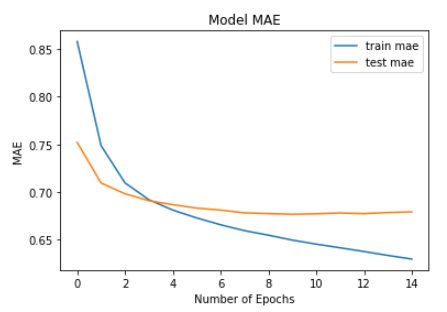 Model MAE
train mae
test mae
MAE
0.85
0.80
0.75
0.70
0.65
0 2 4 6 8 10 12 14
Number of Epochs